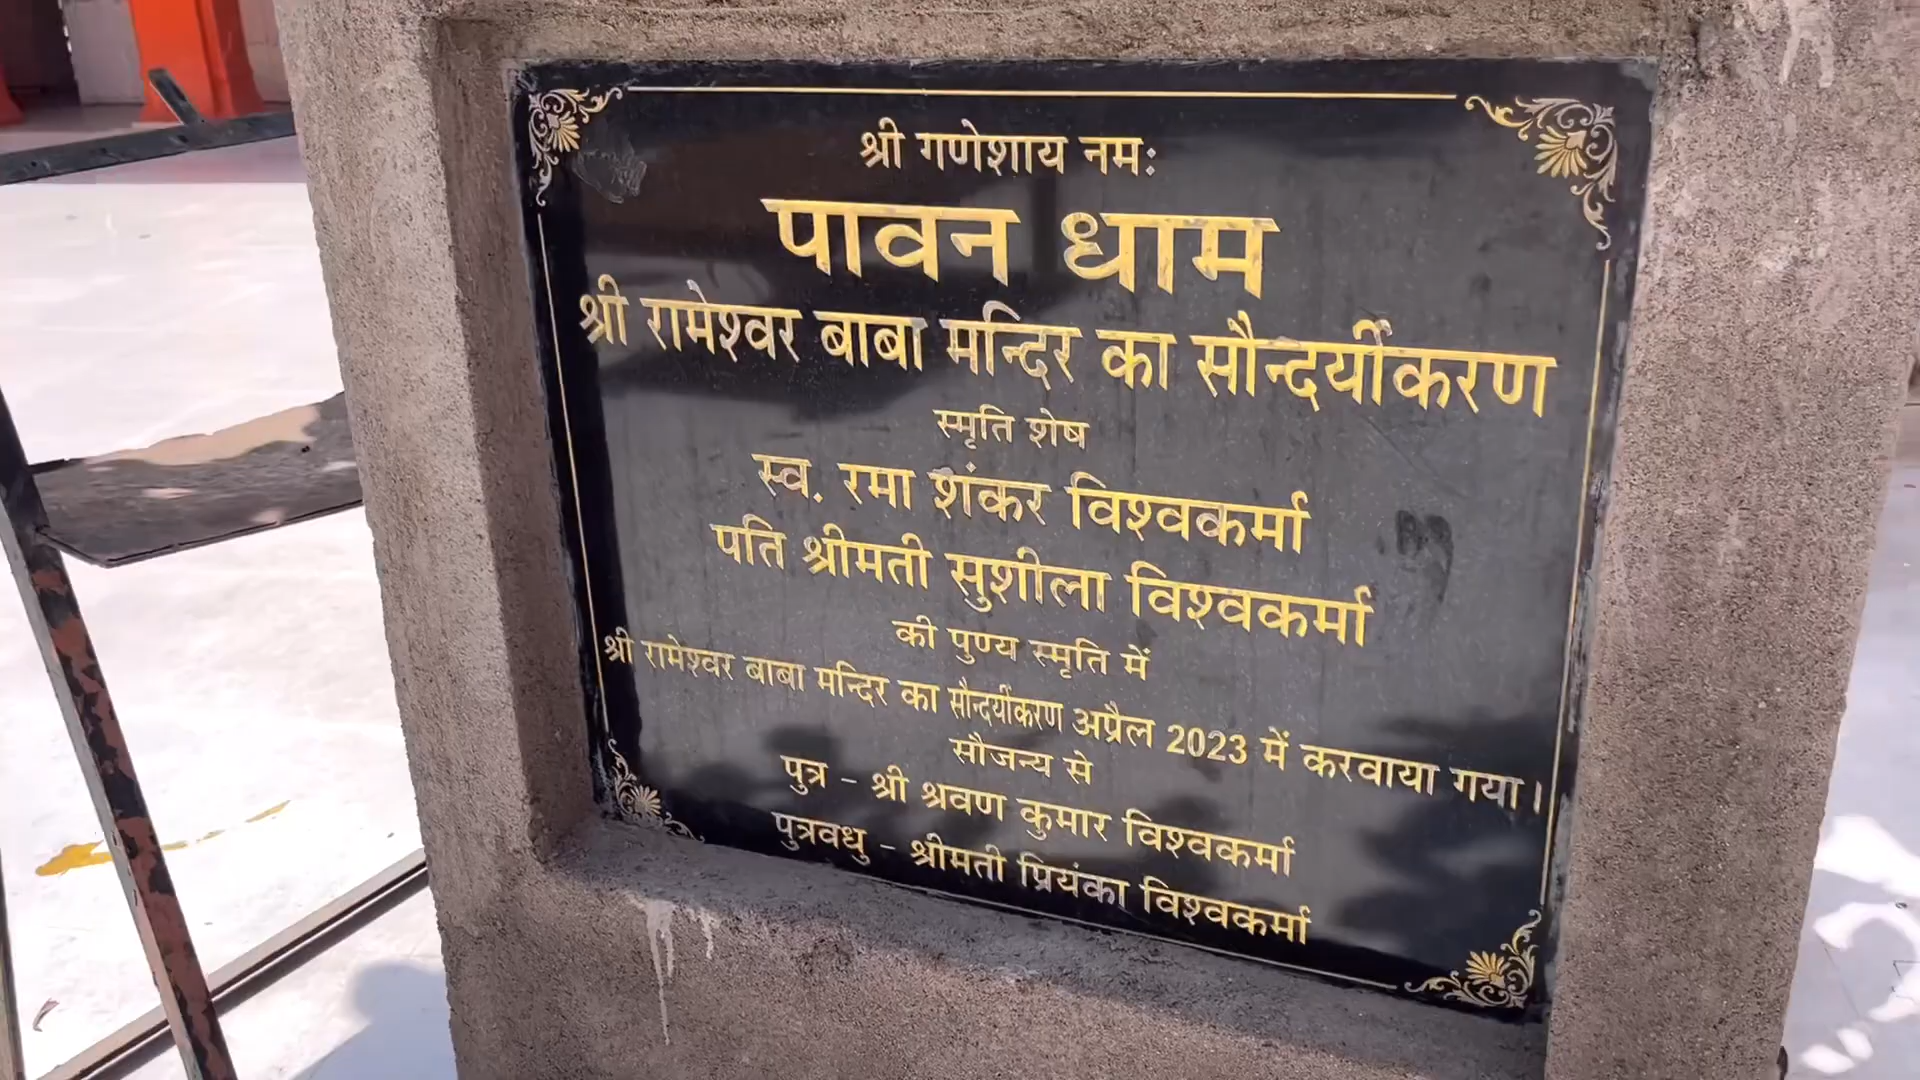 श्री गणेशाय नमः
पावन धाम
श्री रामेश्वर बाबा मन्दिर का सौन्दर्यीकरण
स्मृति शेष
स्व. रमा शंकर विश्वकर्मा
पति श्रीमती सुशीला विश्वकर्मा
की पुण्य स्मृति में
श्री रामेश्वर बाबा मन्दिर का सौन्दर्यीकरण अप्रैल 2023 में करवाया गया।
सौजन्य से
पुत्र - श्री श्रवण कुमार विश्वकर्मा
पुत्रवधु - श्रीमती प्रियंका विश्वकर्मा